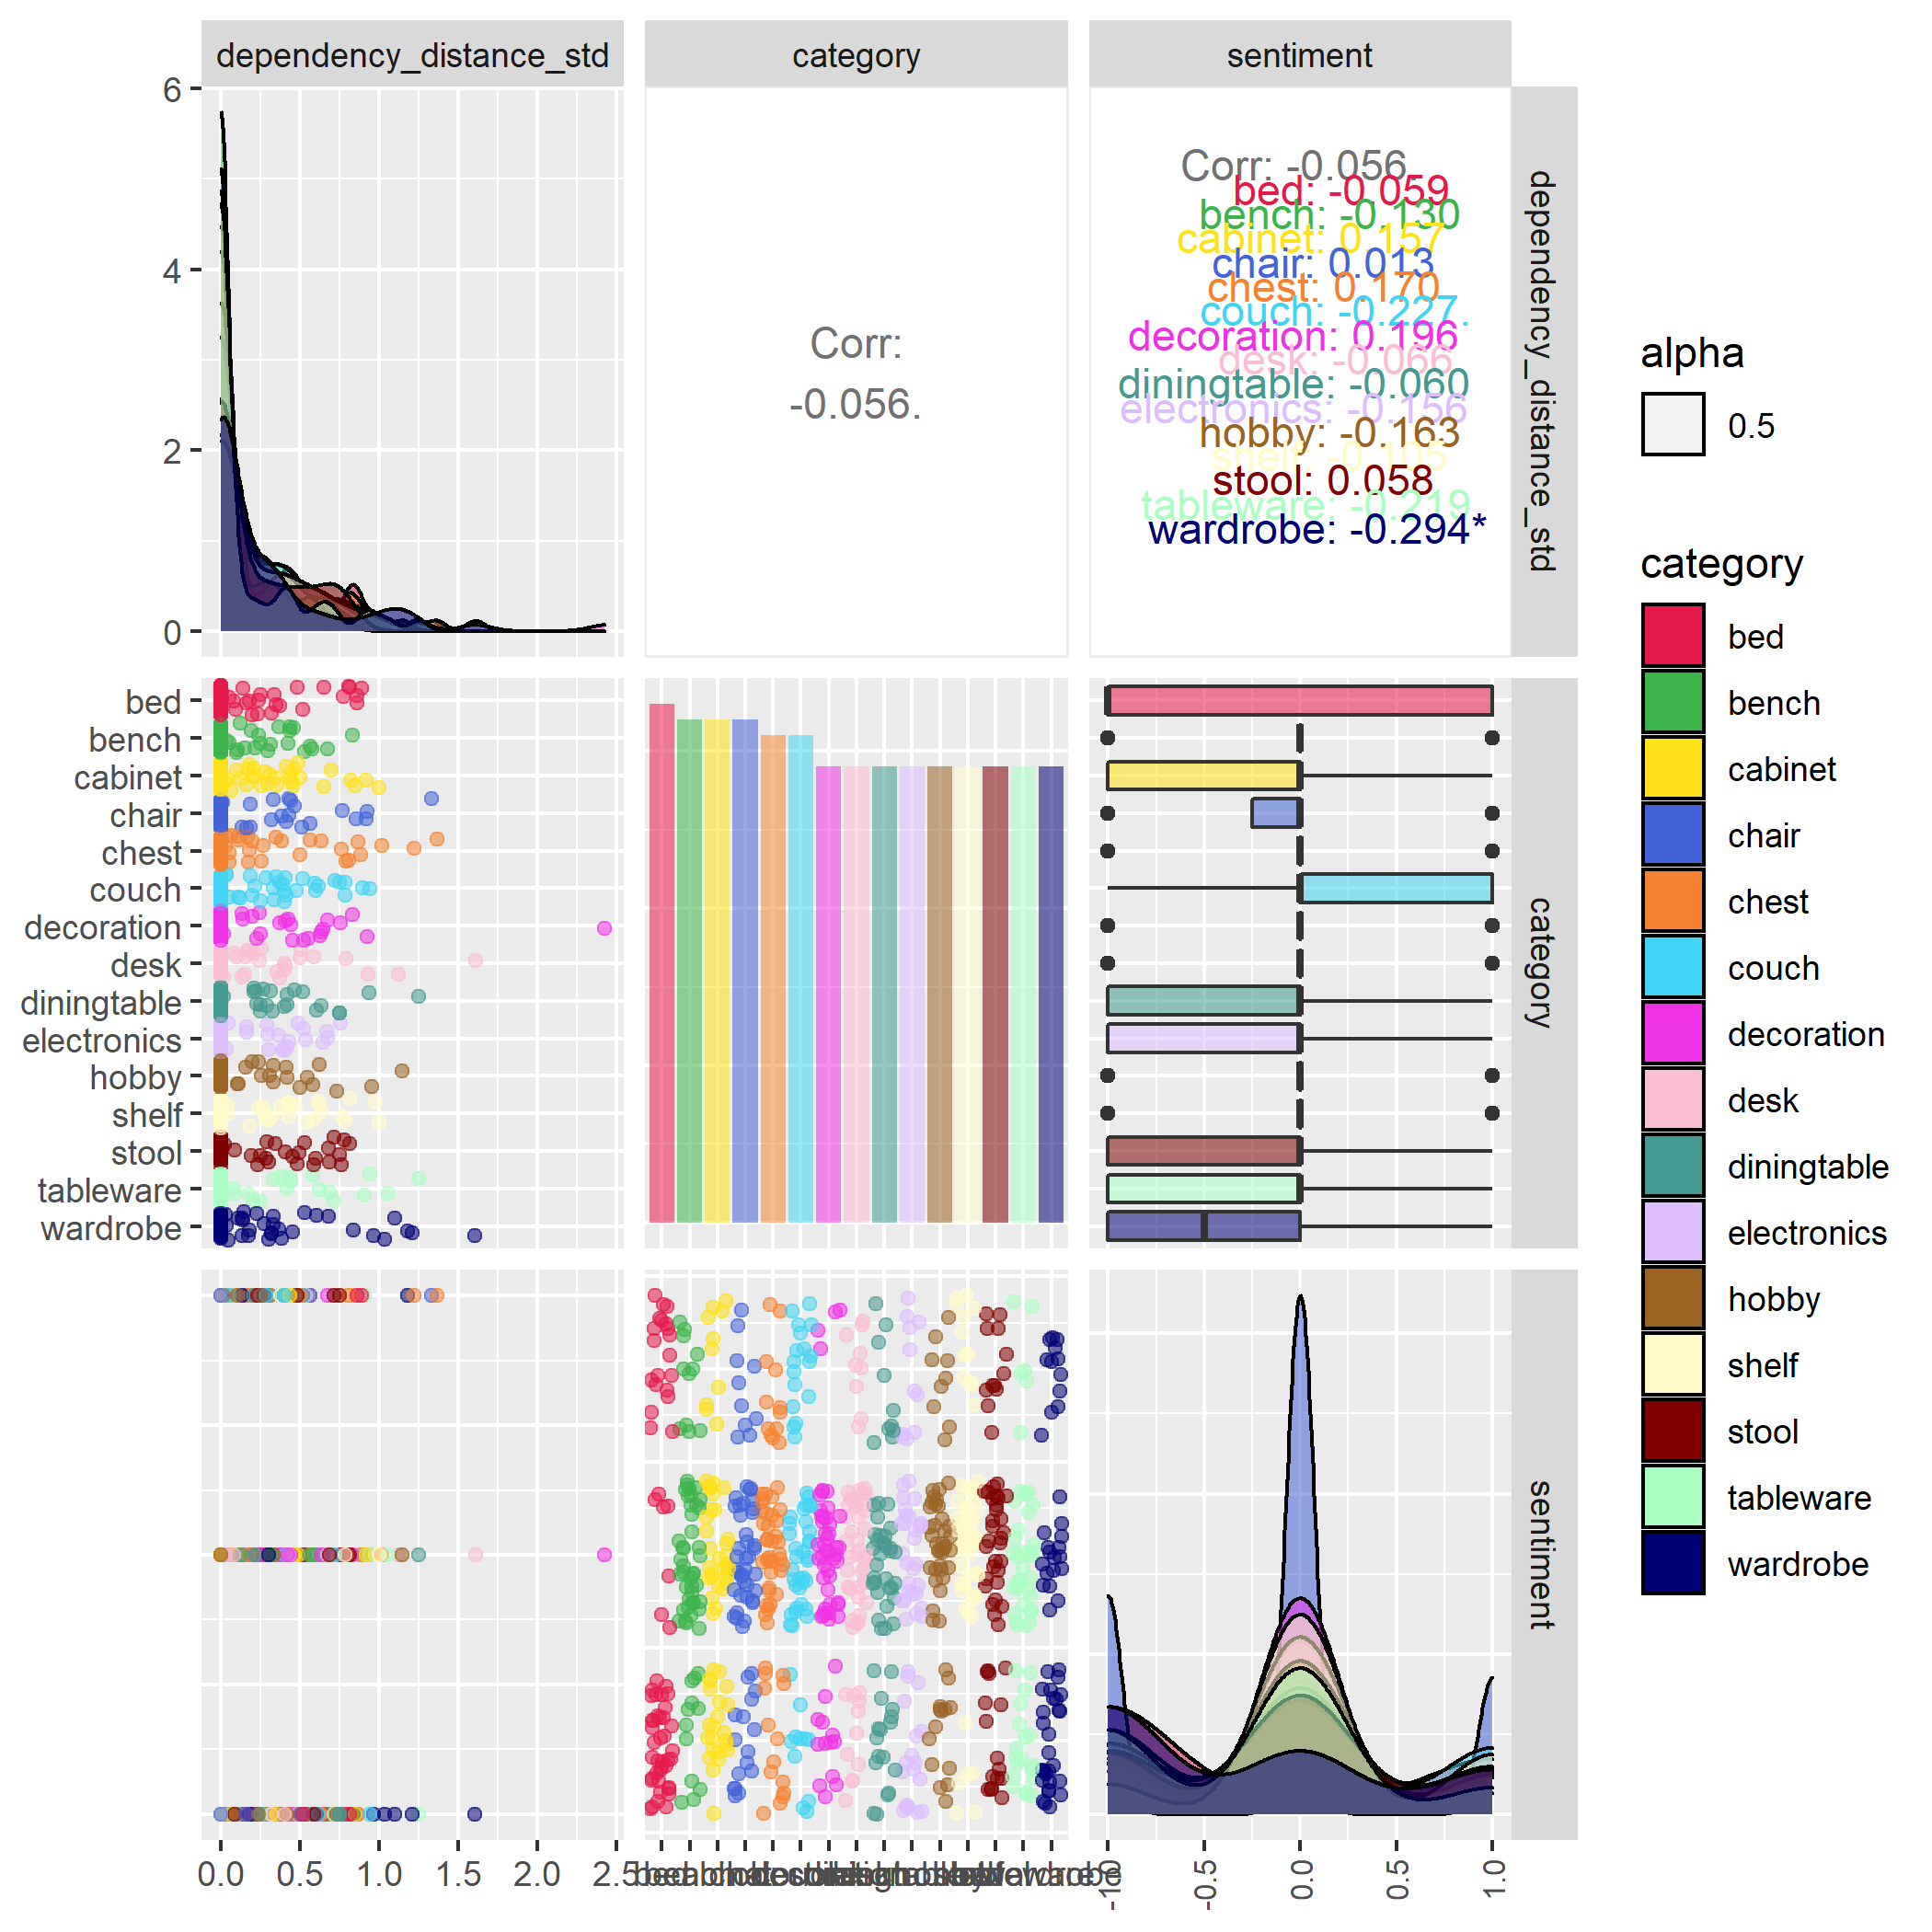 dependency_distance_std
category
sentiment
6
4
2
0
Corr:
-0.056.
Corr: -0.056.
bed: -0.059
bench: -0.130
cabinet: 0.157
chair: 0.013
chest: 0.170
couch: -0.227.
decoration: 0.196
desk: -0.066
diningtable: -0.060
electronics: -0.156
hobby: -0.163
shelf: -0.105
stool: 0.058
tableware: -0.219
wardrobe: -0.294*
dependency_distance_std
bed
bench
cabinet
chair
chest
couch
decoration
desk
diningtable
electronics
hobby
shelf
stool
tableware
wardrobe
category
sentiment
0.0 0.5 1.0 1.5 2.0 2.5
-1.0 -0.5 0.0 0.5 1.0
alpha
0.5
category
bed
bench
cabinet
chair
chest
couch
decoration
desk
diningtable
electronics
hobby
shelf
stool
tableware
wardrobe